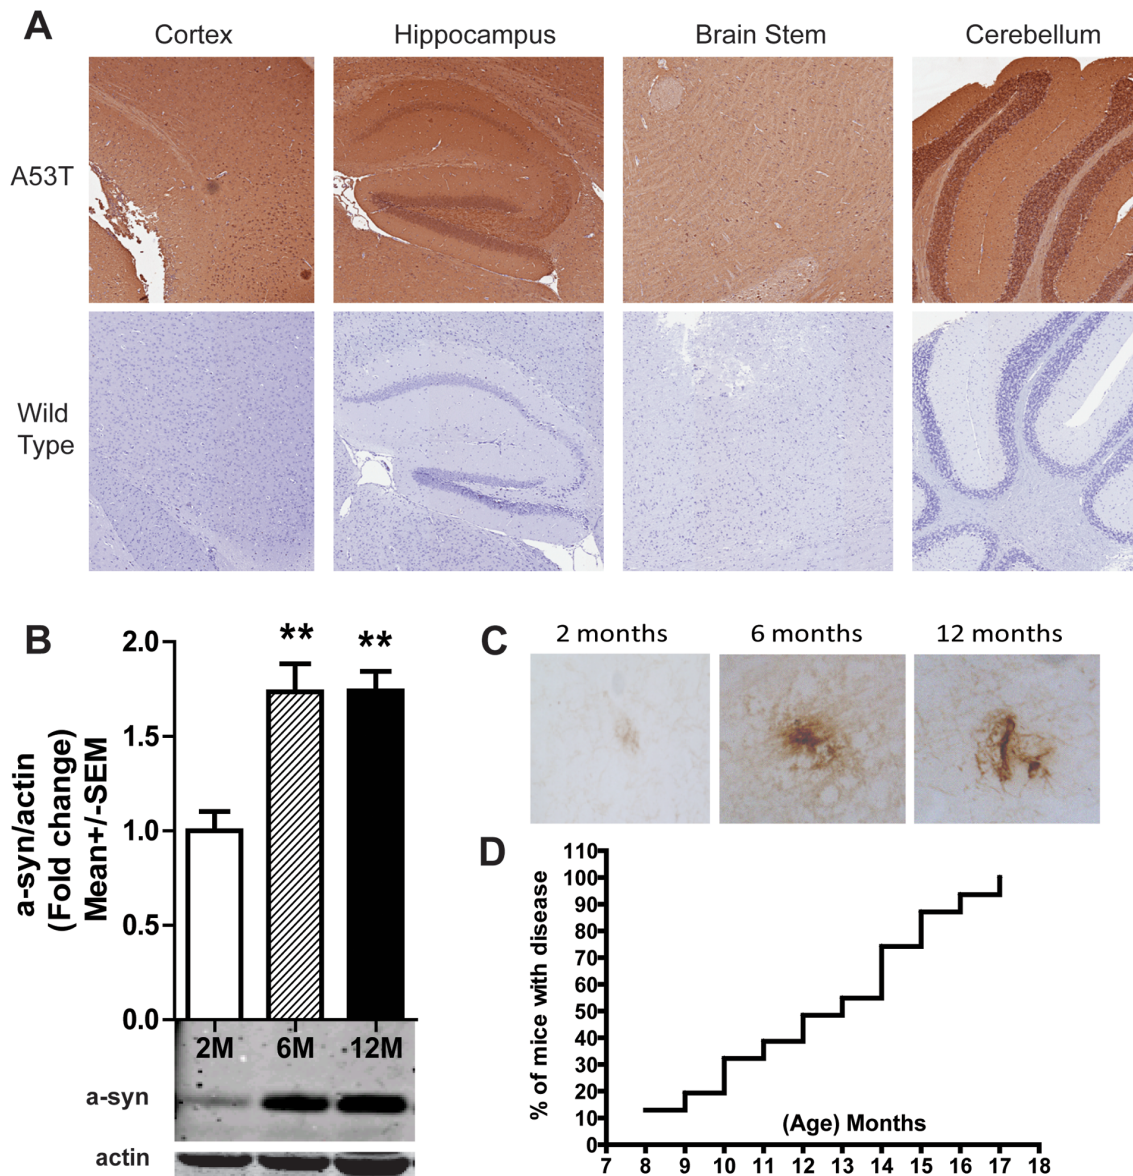 A
Cortex
Hippocampus
Brain Stem
Cerebellum
A53T
Wild
Type
B
a-syn/actin
(Fold change)
Mean+/-SEM
2.0
1.5
1.0
0.5
0.0
**
**
2M
6M
12M
a-syn
actin
C
2 months
6 months
12 months
D
% of mice with disease
110
100
90
80
70
60
50
40
30
20
10
0
(Age) Months
7 8 9 10 11 12 13 14 15 16 17 18